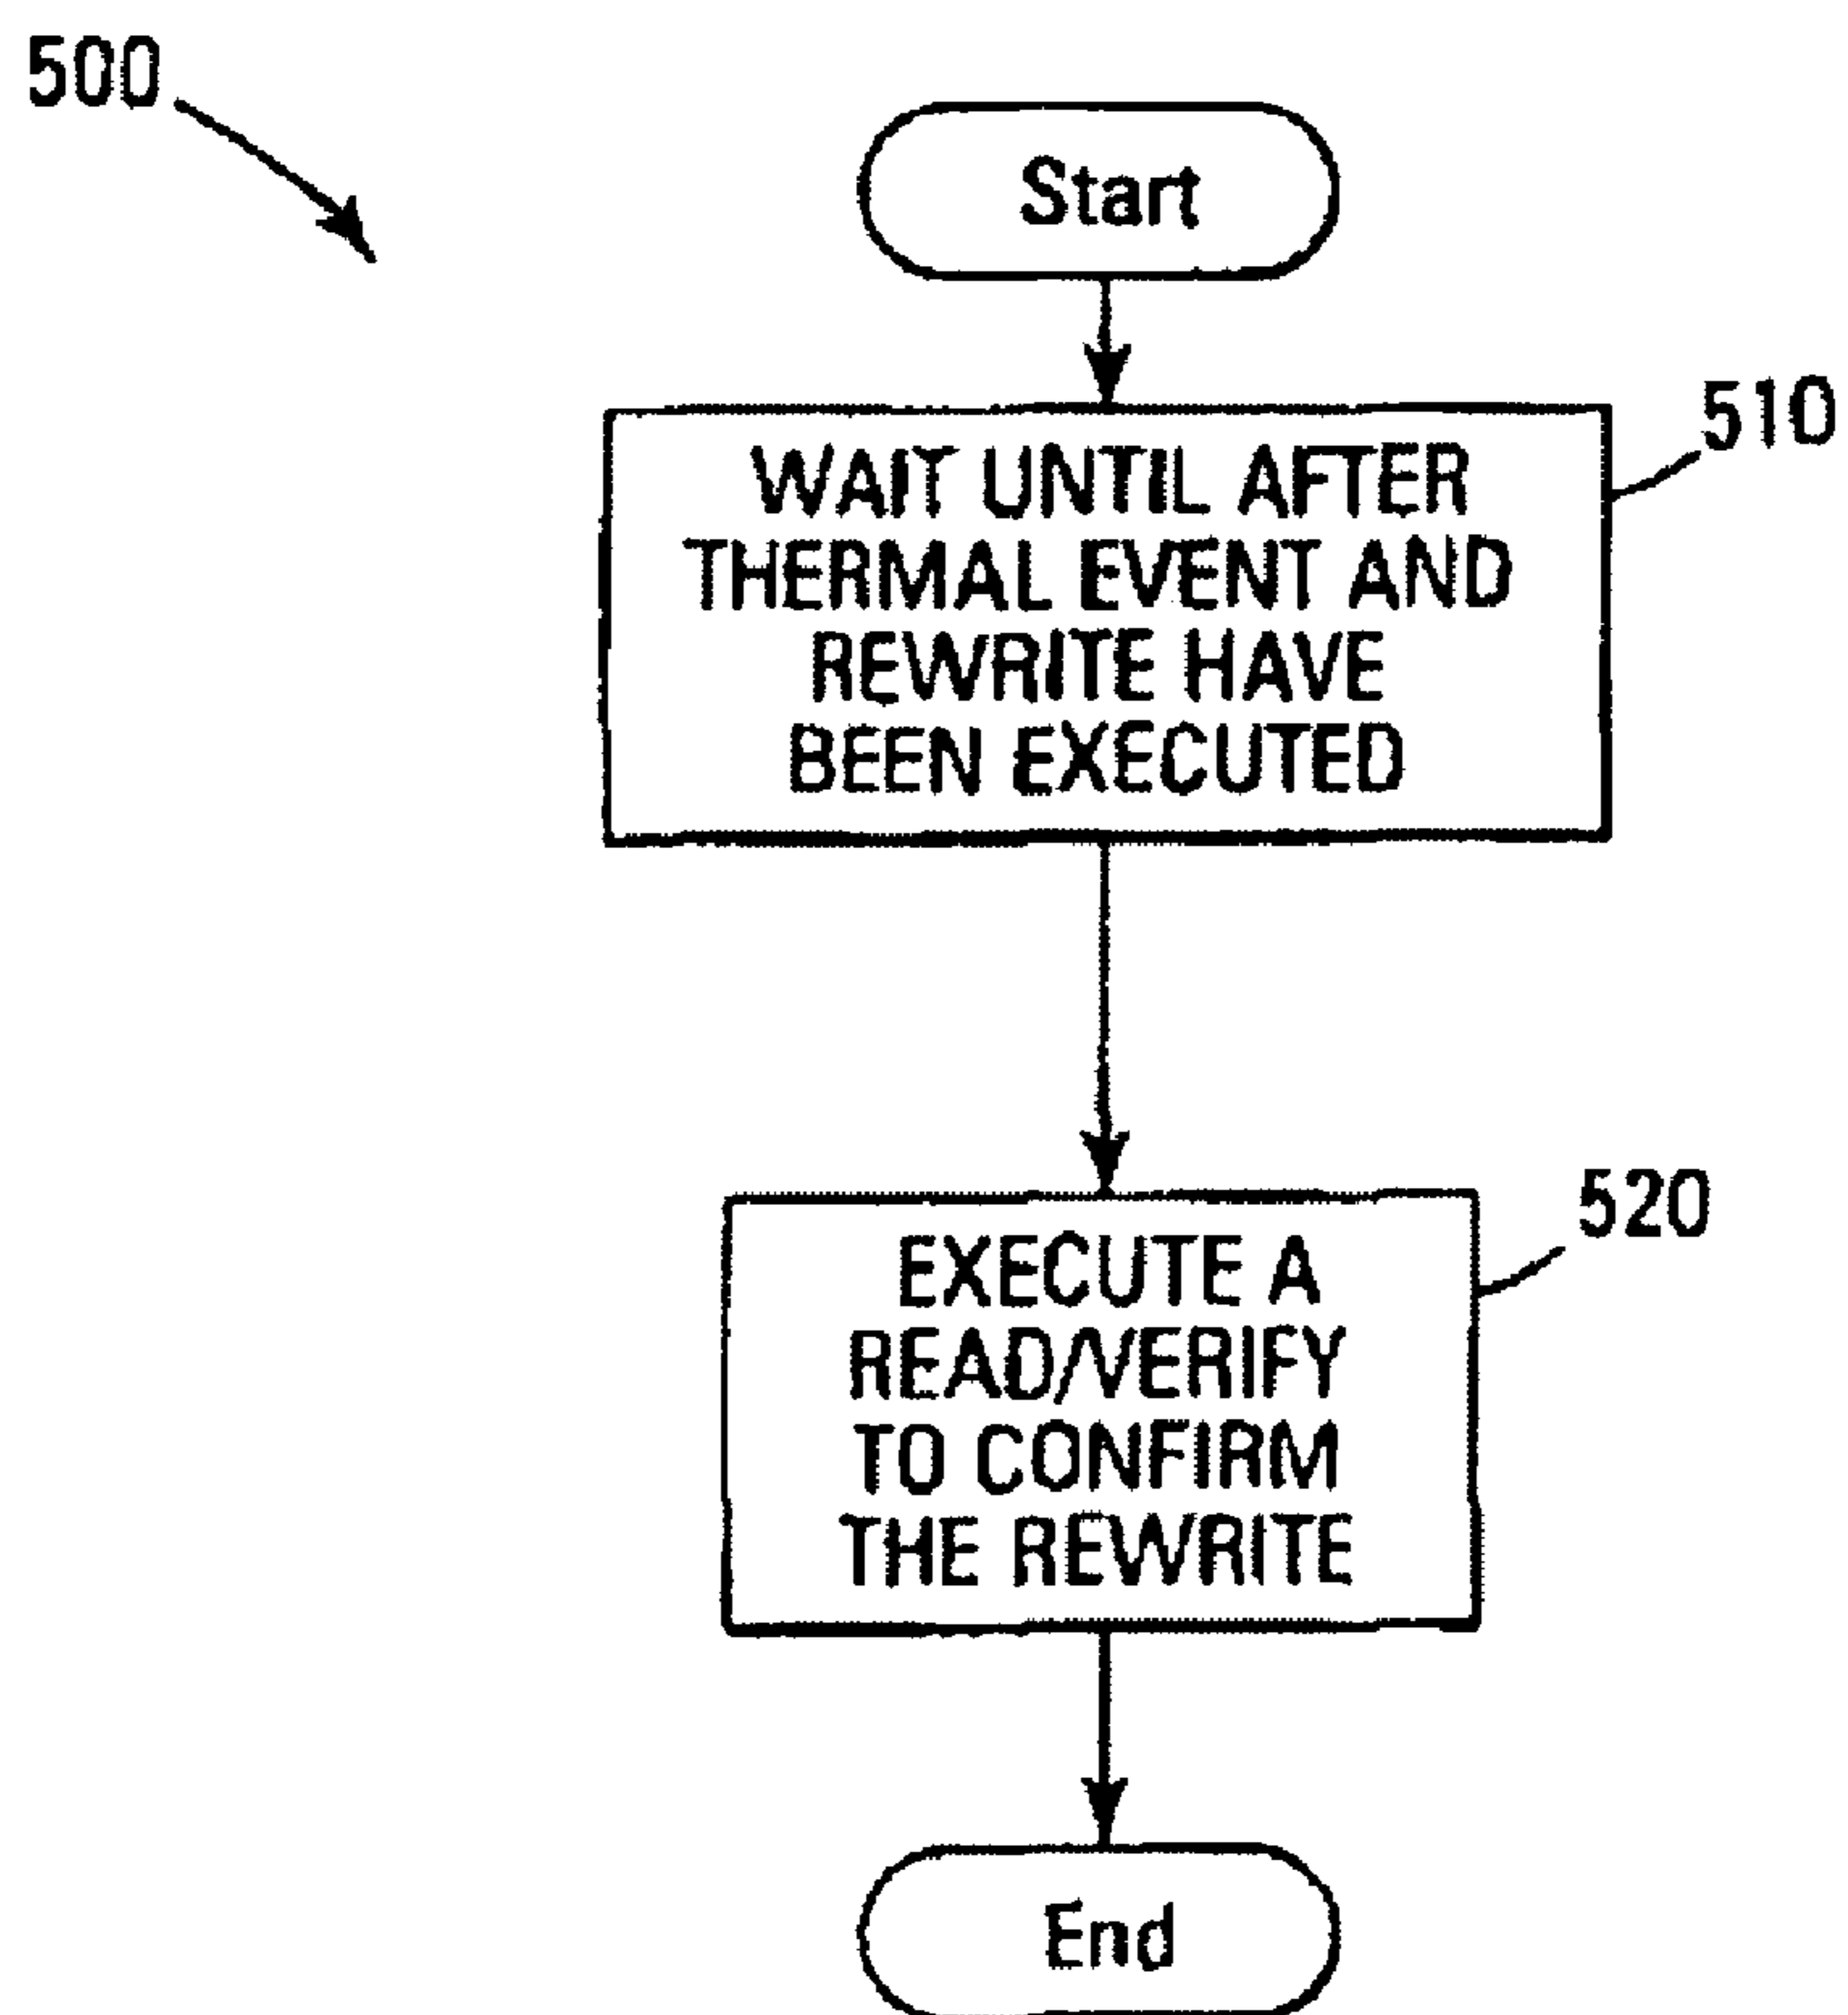 500
Start
510
WAIT UNTIL AFTER
THERMAL EVENT AND
REWRITE HAVE
BEEN EXECUTED
520
EXECUTE A
READ/VERIFY
TO CONFIRM
THE REWRITE
End